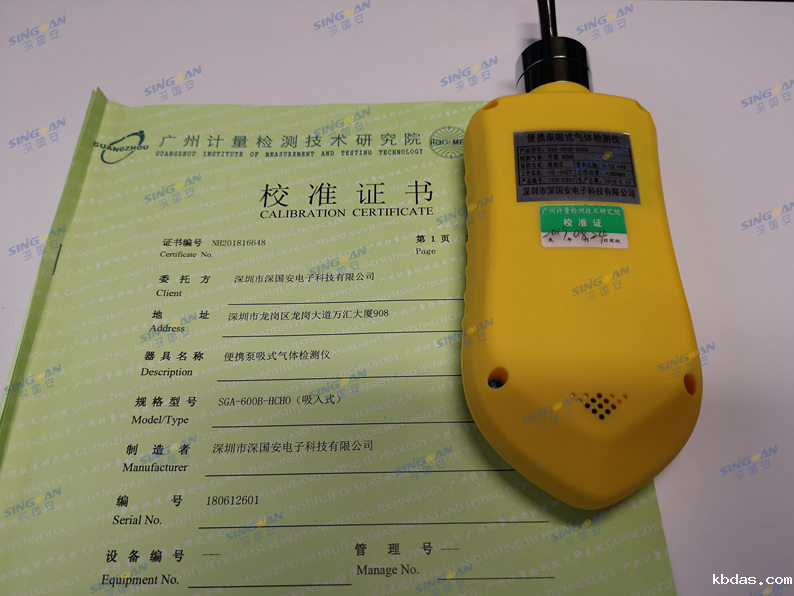 GUANGZHOU
广州计量检测技术研究院
GUANGZHOU INSTITUTE OF MEASUREMENT AND TESTING TECHNOLOGY
校准证书
CALIBRATION CERTIFICATE
证书编号 NH201816648
Certificate No.
第 1 页
Page
委托方 深圳市深国安电子科技有限公司
Client
地址 深圳市龙岗区龙岗大道万汇大厦908
Address
器具名称 便携泵吸式气体检测仪
Description
规格型号 SGA-600B-HCHO（吸入式）
Model/Type
制造者 深圳市深国安电子科技有限公司
Manufacturer
编号 180612601
Serial No.
设备编号 —
Equipment No.
管理号 —
Manage No.
便携泵吸式气体检测仪
深圳市深国安电子科技有限公司
广州计量检测技术研究院
校准证
SINGOAN
深国安
kbdas.com